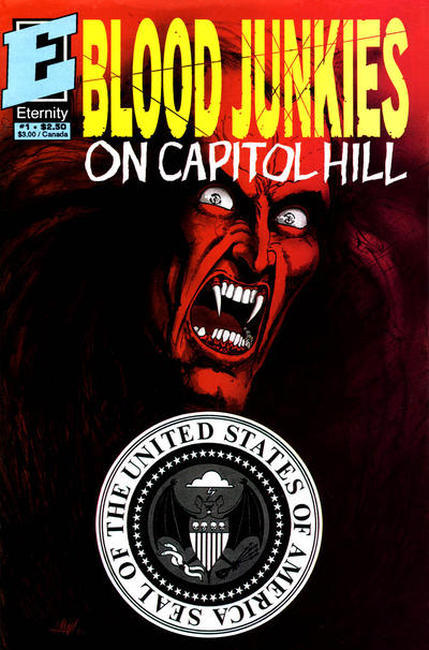 E
Eternity
#1 • $2.50
$3.00 / Canada
BLOOD JUNKIES
ON CAPITOL HILL
SEAL OF THE UNITED STATES OF AMERICA